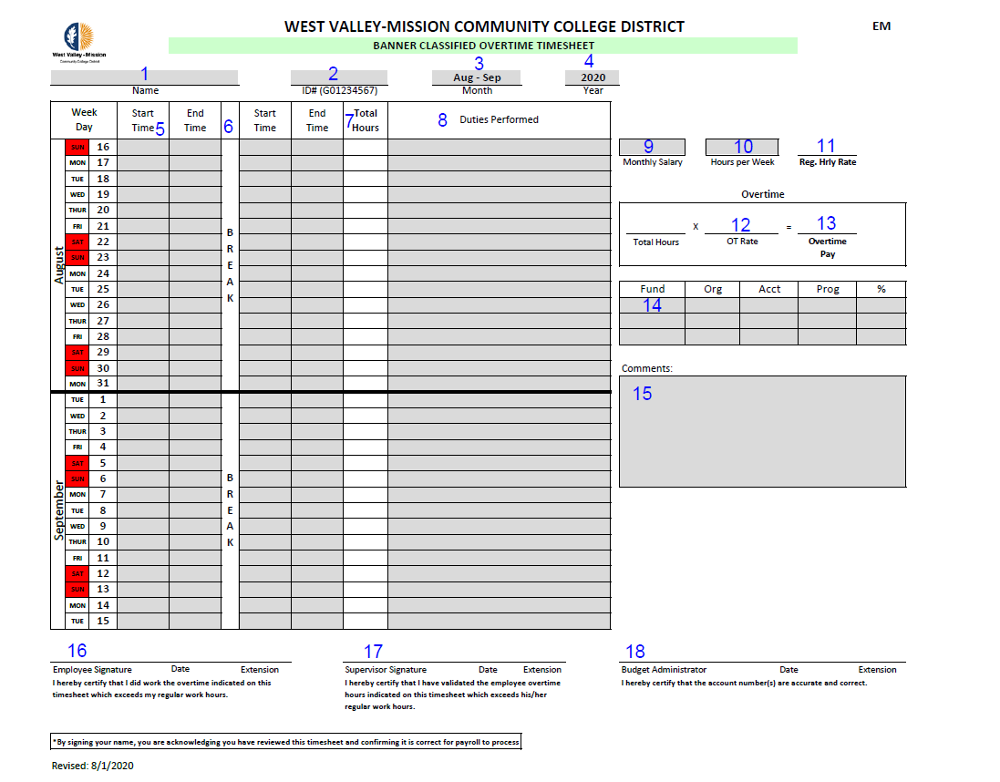 WEST VALLEY-MISSION COMMUNITY COLLEGE DISTRICT EM
BANNER CLASSIFIED OVERTIME TIMESHEET
West Valley-Mission
Community College District
1 2 3 4
Aug - Sep 2020
Name ID# (G01234567) Month Year
Week Start End Start End Total
Day Time 5 Time 6 Time Time 7 Hours 8 Duties Performed
August
BREAK
SUN 16
MON 17
TUE 18
WED 19
THUR 20
FRI 21
SAT 22
SUN 23
MON 24
TUE 25
WED 26
THUR 27
FRI 28
SAT 29
SUN 30
MON 31
September
BREAK
TUE 1
WED 2
THUR 3
FRI 4
SAT 5
SUN 6
MON 7
TUE 8
WED 9
THUR 10
FRI 11
SAT 12
SUN 13
MON 14
TUE 15
9 10 11
Monthly Salary Hours per Week Reg. Hrly Rate
Overtime
X 12 = 13
Total Hours OT Rate Overtime
Pay
Fund Org Acct Prog %
14
Comments:
15
16
Employee Signature Date Extension
I hereby certify that I did work the overtime indicated on this
timesheet which exceeds my regular work hours.
17
Supervisor Signature Date Extension
I hereby certify that I have validated the employee overtime
hours indicated on this timesheet which exceeds his/her
regular work hours.
18
Budget Administrator Date Extension
I hereby certify that the account number(s) are accurate and correct.
*By signing your name, you are acknowledging you have reviewed this timesheet and confirming it is correct for payroll to process
Revised: 8/1/2020